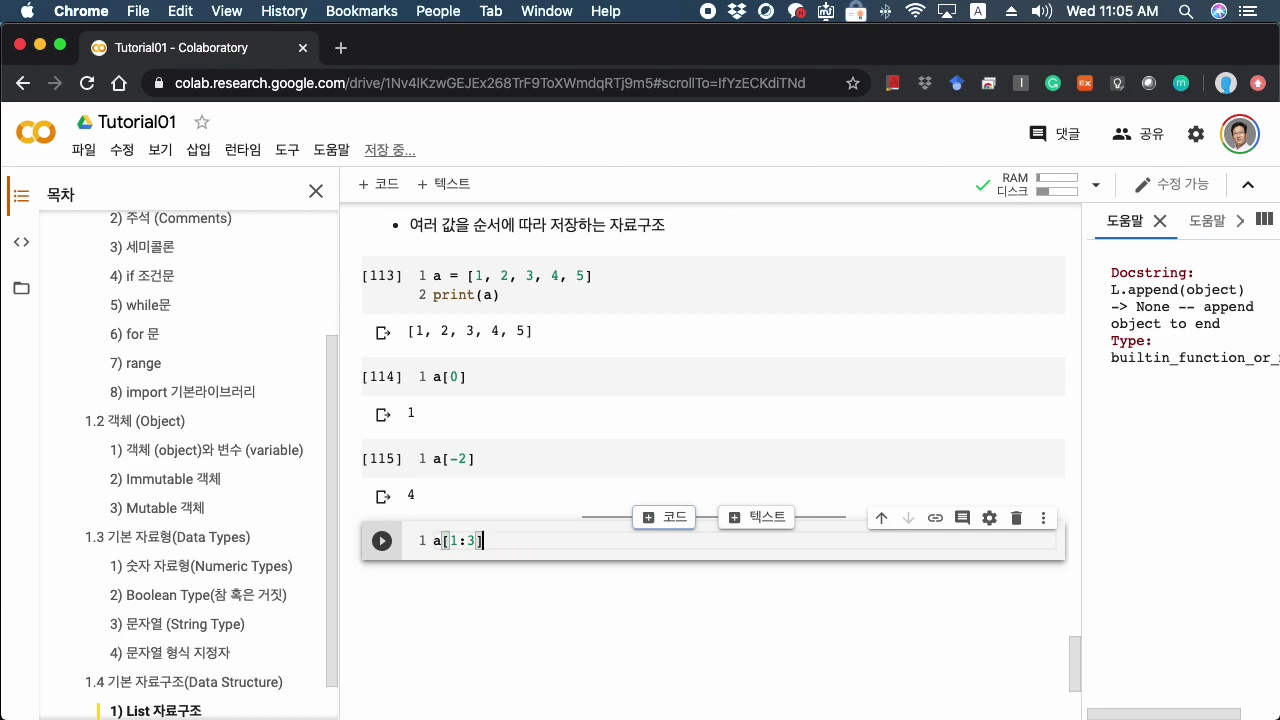 Chrome File Edit View History Bookmarks People Tab Window Help A Wed 11:05 AM
Tutorial01 - Colaboratory
colab.research.google.com/drive/1Nv4lKzwGEJEx268TrF9ToXWmdqRTj9m5#scrollTo=IfYzECKdiTNd
Tutorial01
댓글 공유
파일 수정 보기 삽입 런타임 도구 도움말 저장 중...
목차
+ 코드 + 텍스트
RAM
디스크
수정 가능
2) 주석 (Comments)
3) 세미콜론
4) if 조건문
5) while문
6) for 문
7) range
8) import 기본라이브러리
1.2 객체 (Object)
1) 객체 (object)와 변수 (variable)
2) Immutable 객체
3) Mutable 객체
1.3 기본 자료형(Data Types)
1) 숫자 자료형(Numeric Types)
2) Boolean Type(참 혹은 거짓)
3) 문자열 (String Type)
4) 문자열 형식 지정자
1.4 기본 자료구조(Data Structure)
1) List 자료구조
• 여러 값을 순서에 따라 저장하는 자료구조
[113] 1 a = [1, 2, 3, 4, 5]
2 print(a)
[1, 2, 3, 4, 5]
[114] 1 a[0]
1
[115] 1 a[-2]
4
코드 텍스트
1 a[1:3]
도움말 도움말
Docstring:
L.append(object)
-> None -- append
object to end
Type:
builtin_function_or_